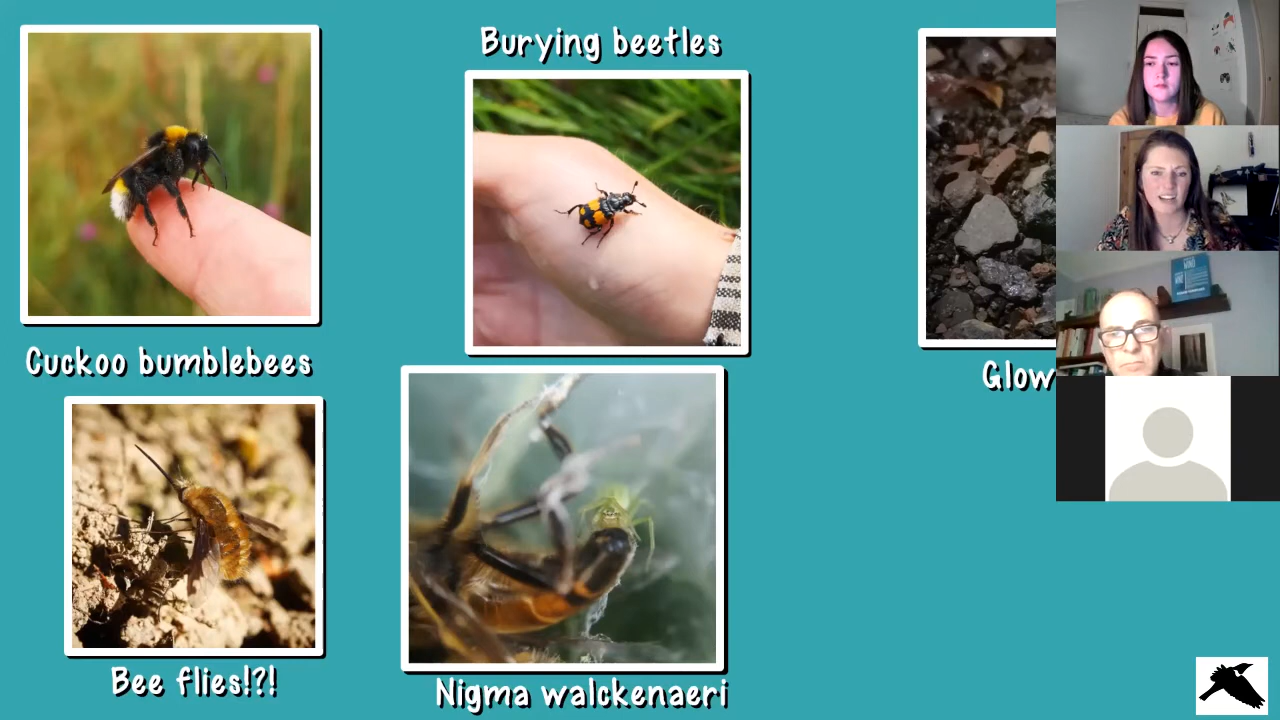 Burying beetles
Cuckoo bumblebees
Glow
Bee flies!?!
Nigma walckenaeri